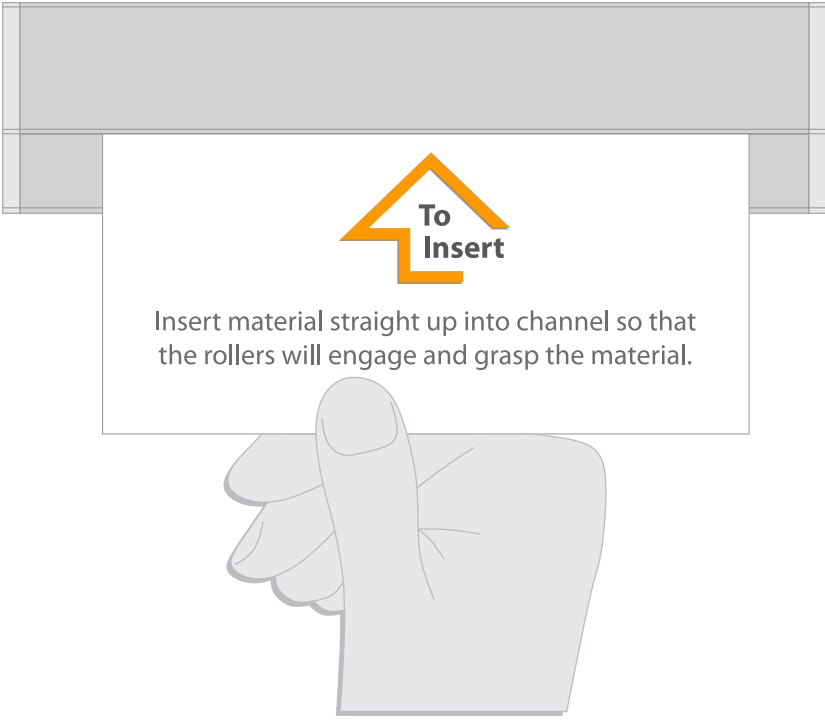 To
Insert
Insert material straight up into channel so that
the rollers will engage and grasp the material.